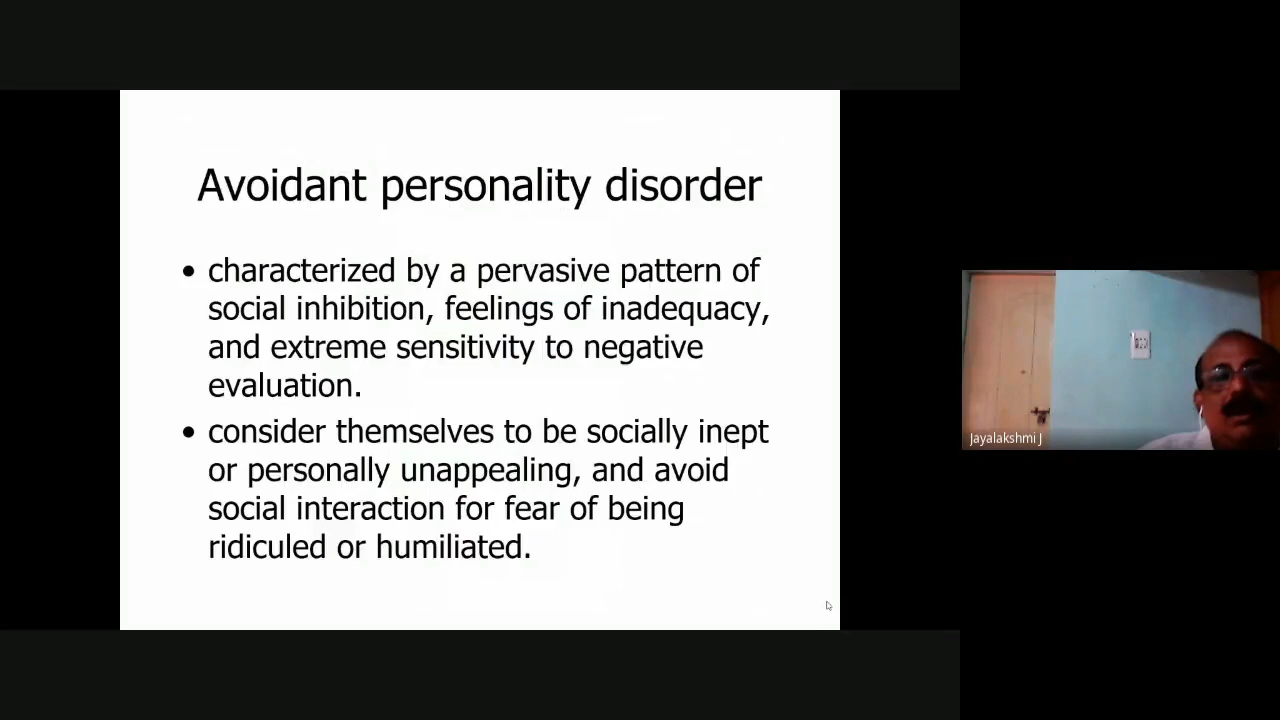 Avoidant personality disorder
• characterized by a pervasive pattern of
social inhibition, feelings of inadequacy,
and extreme sensitivity to negative
evaluation.
• consider themselves to be socially inept
or personally unappealing, and avoid
social interaction for fear of being
ridiculed or humiliated.
Jayalakshmi J